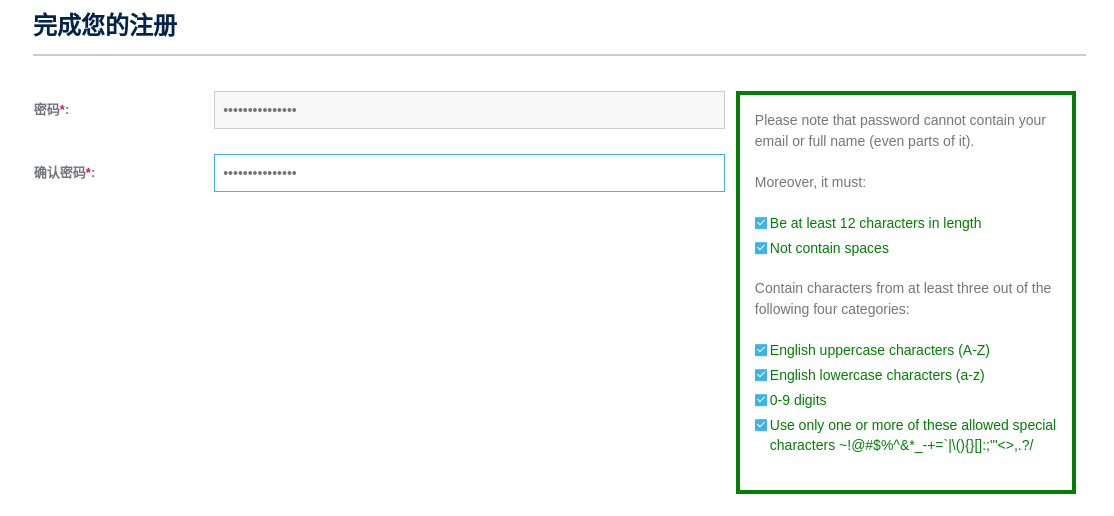 完成您的注册
密码*:
•••••••••••••••
确认密码*:
•••••••••••••••
Please note that password cannot contain your
email or full name (even parts of it).
Moreover, it must:
Be at least 12 characters in length
Not contain spaces
Contain characters from at least three out of the
following four categories:
English uppercase characters (A-Z)
English lowercase characters (a-z)
0-9 digits
Use only one or more of these allowed special
characters ~!@#$%^&*_-+=`|\(){}[]:;"'<>,.?/